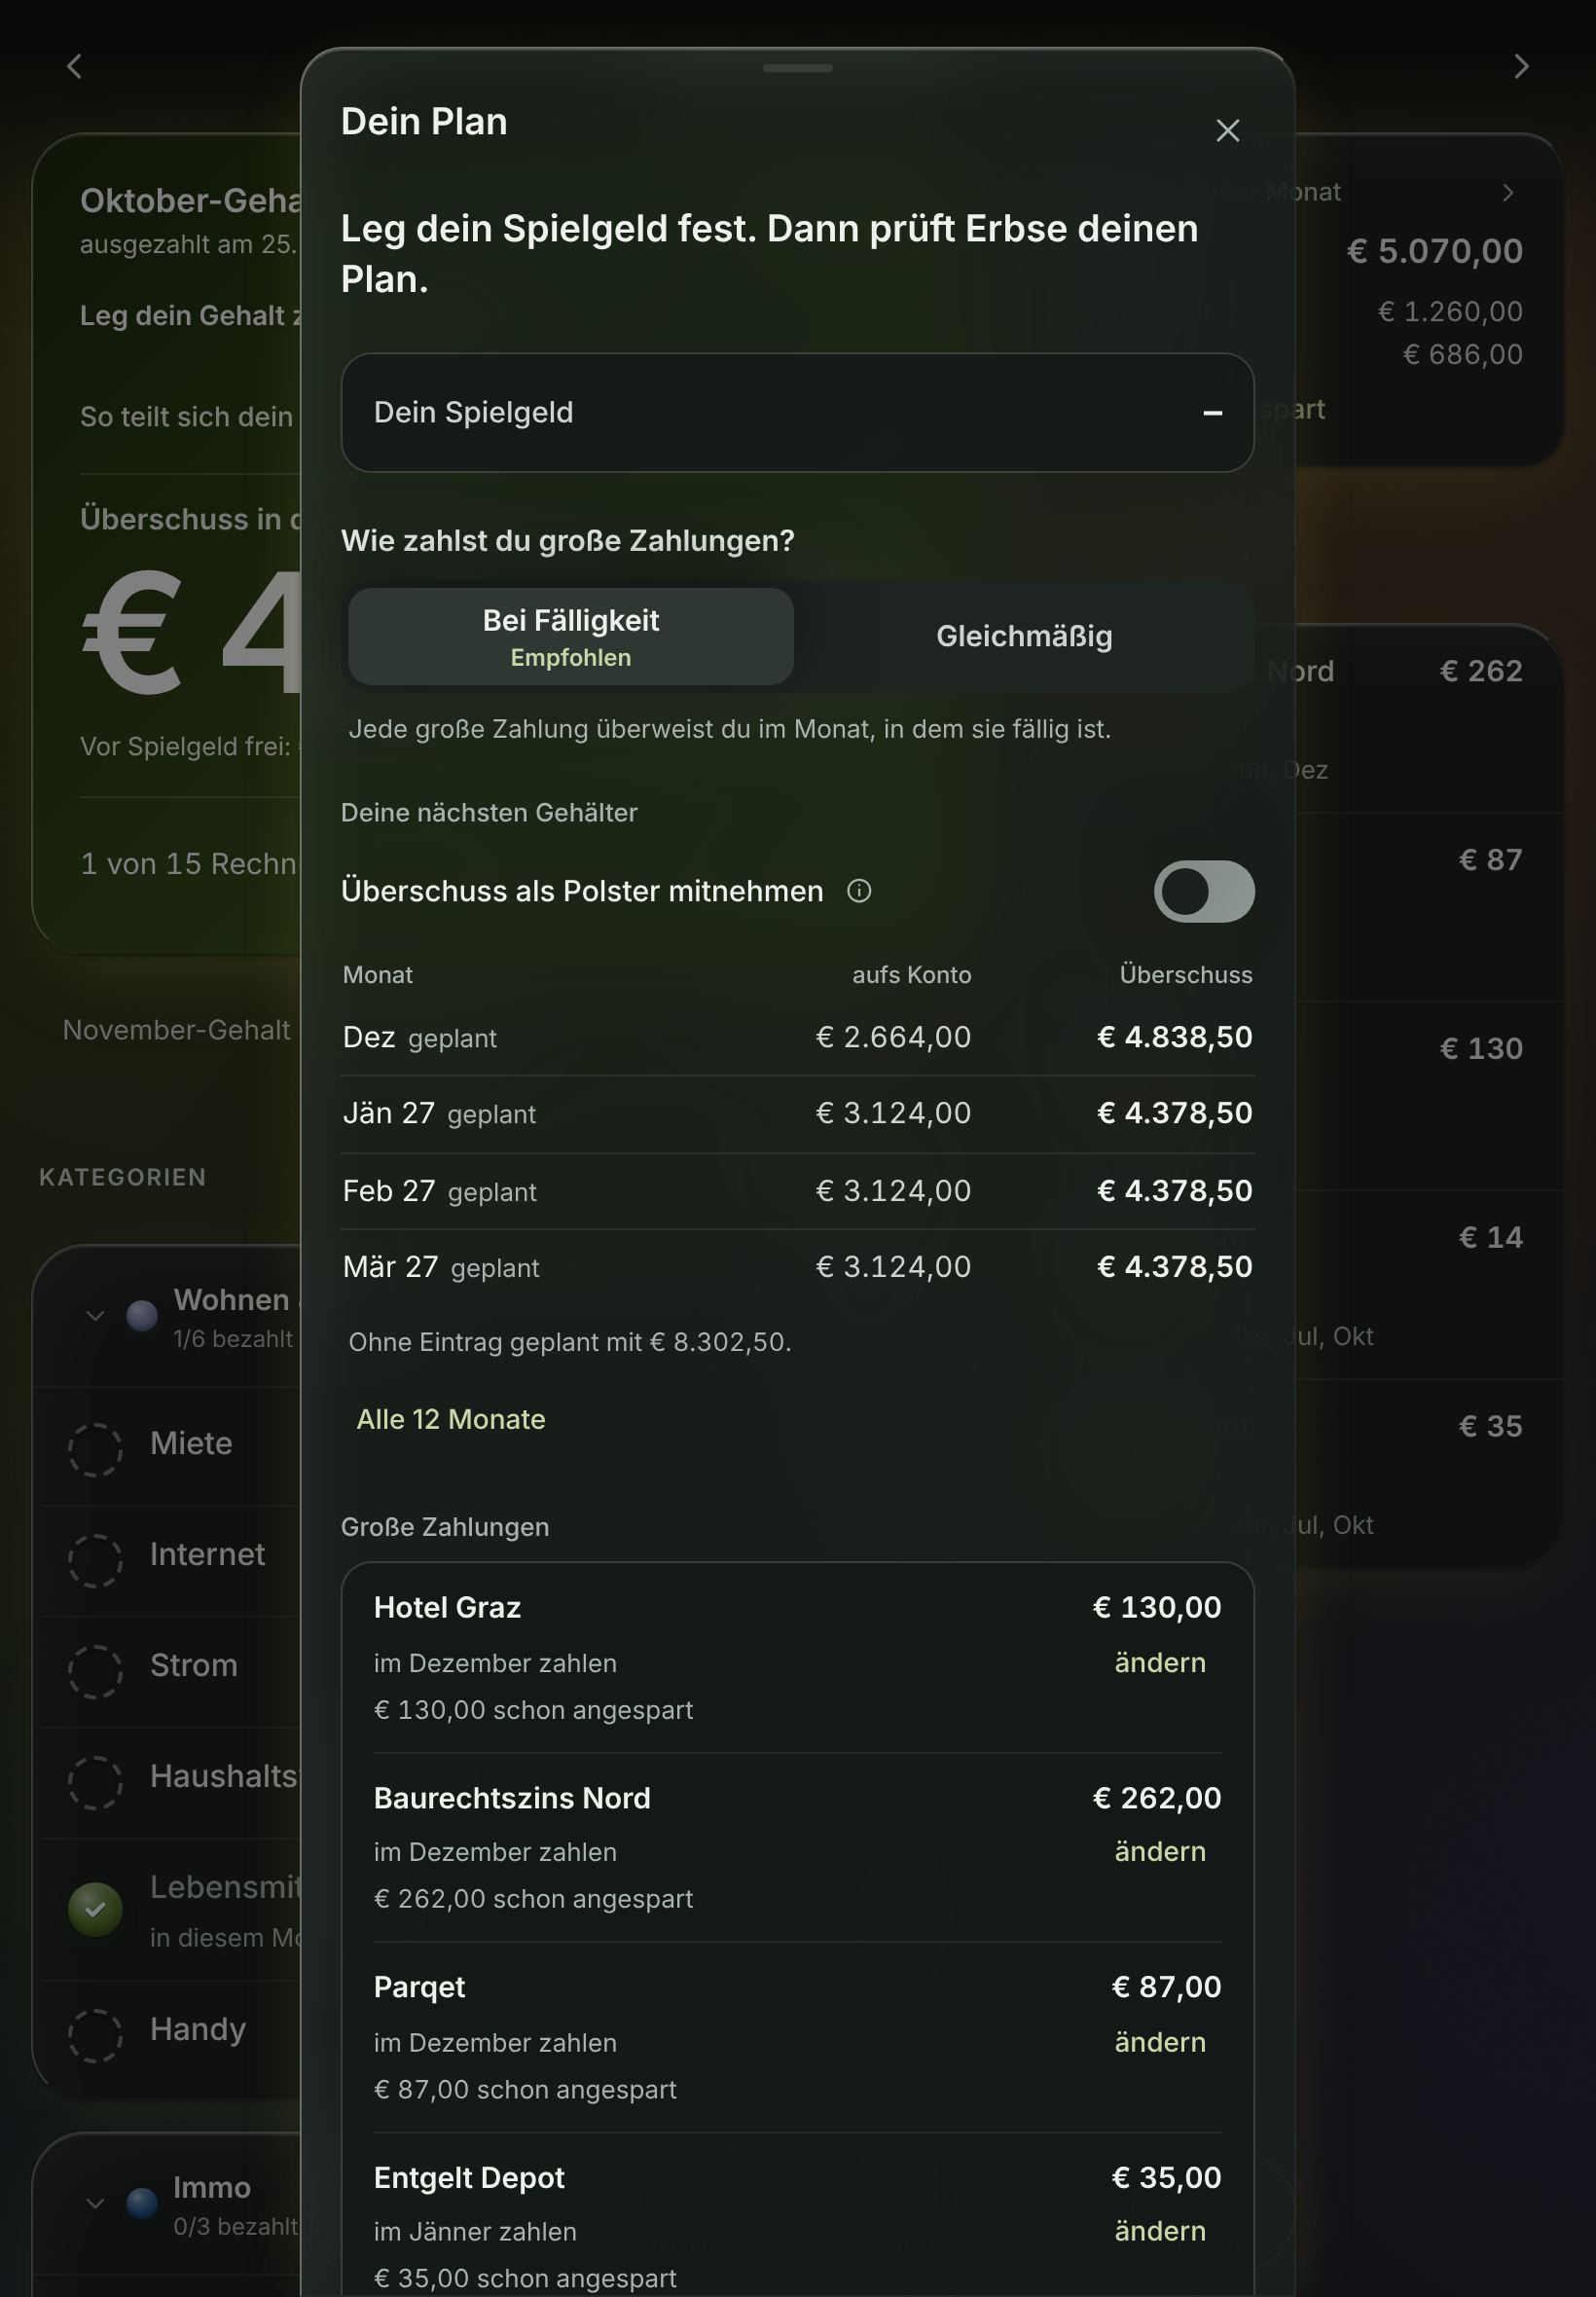 Dein Plan
Leg dein Spielgeld fest. Dann prüft Erbse deinen
Plan.
Dein Spielgeld –
Wie zahlst du große Zahlungen?
Bei Fälligkeit
Empfohlen
Gleichmäßig
Jede große Zahlung überweist du im Monat, in dem sie fällig ist.
Deine nächsten Gehälter
Überschuss als Polster mitnehmen
Monat aufs Konto Überschuss
Dez geplant € 2.664,00 € 4.838,50
Jän 27 geplant € 3.124,00 € 4.378,50
Feb 27 geplant € 3.124,00 € 4.378,50
Mär 27 geplant € 3.124,00 € 4.378,50
Ohne Eintrag geplant mit € 8.302,50.
Alle 12 Monate
Große Zahlungen
Hotel Graz € 130,00
im Dezember zahlen ändern
€ 130,00 schon angespart
Baurechtszins Nord € 262,00
im Dezember zahlen ändern
€ 262,00 schon angespart
Parqet € 87,00
im Dezember zahlen ändern
€ 87,00 schon angespart
Entgelt Depot € 35,00
im Jänner zahlen ändern
€ 35,00 schon angespart
Oktober-Geha
ausgezahlt am 25.
Leg dein Gehalt z
So teilt sich dein
Überschuss in d
€ 4
Vor Spielgeld frei:
1 von 15 Rechn
November-Gehalt
KATEGORIEN
Wohnen
1/6 bezahlt
Miete
Internet
Strom
Haushalts
Lebensmit
in diesem Mo
Handy
Immo
0/3 bezahlt
Monat
€ 5.070,00
€ 1.260,00
€ 686,00
spart
Nord € 262
Dez
€ 87
€ 130
€ 14
Jul, Okt
€ 35
Jul, Okt